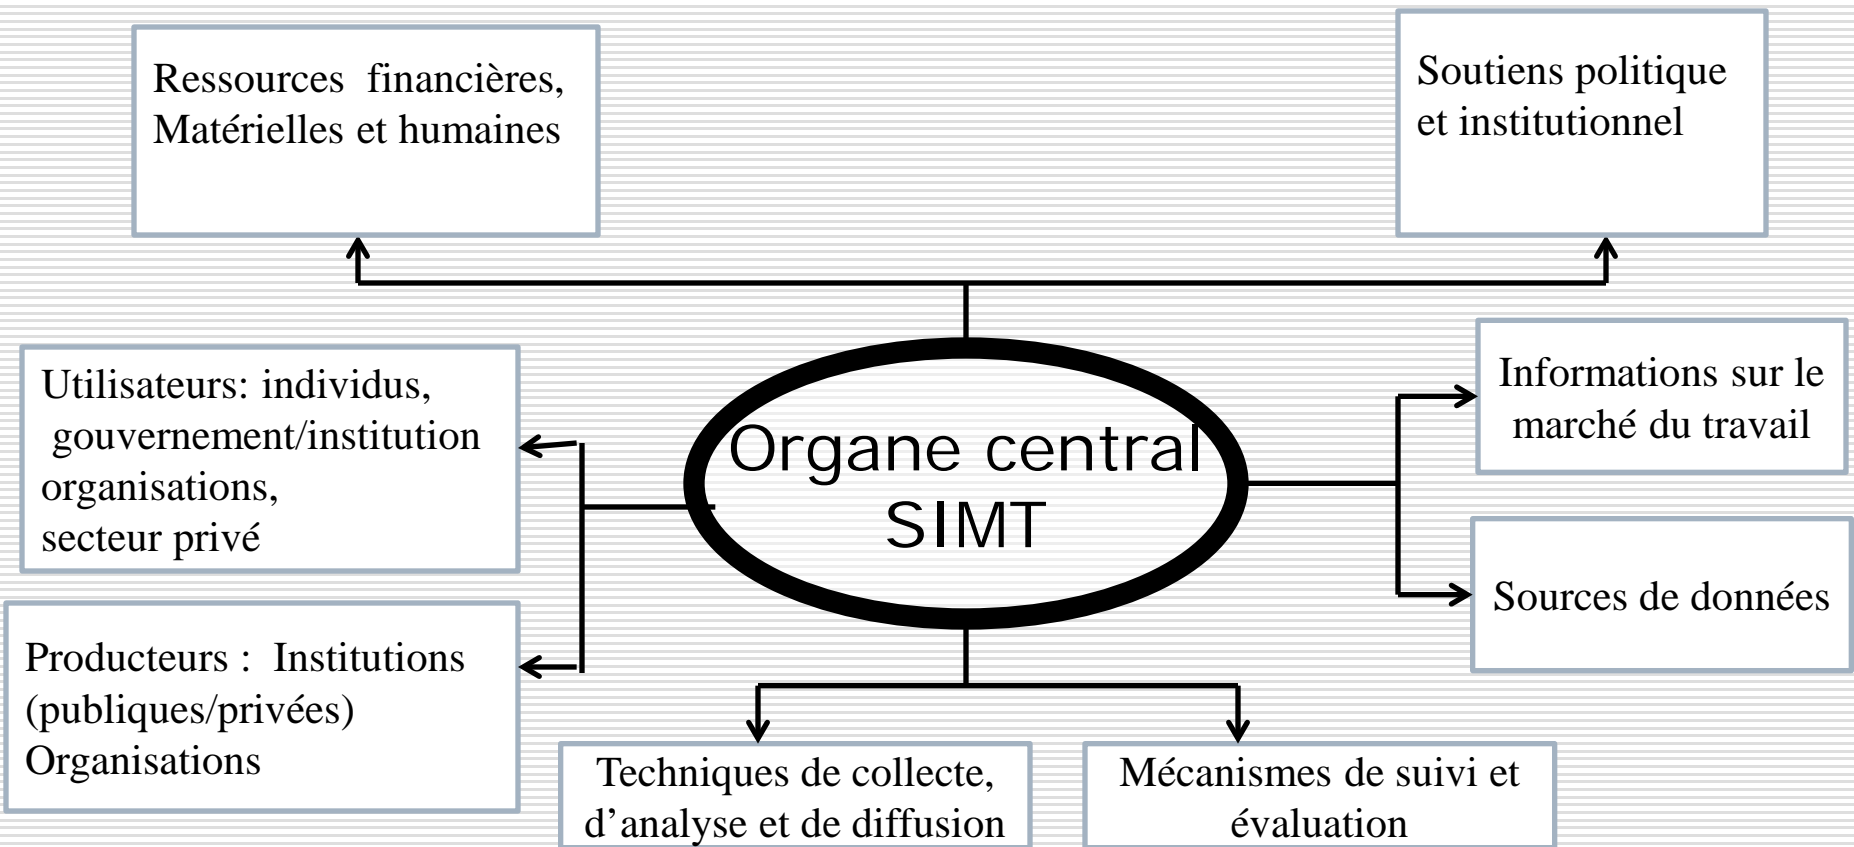 Ressources financières,
Matérielles et humaines
Soutiens politique
et institutionnel
Utilisateurs: individus,
gouvernement/institution
organisations,
secteur privé
Organe central
SIMT
Informations sur le
marché du travail
Sources de données
Producteurs : Institutions
(publiques/privées)
Organisations
Techniques de collecte,
d’analyse et de diffusion
Mécanismes de suivi et
évaluation